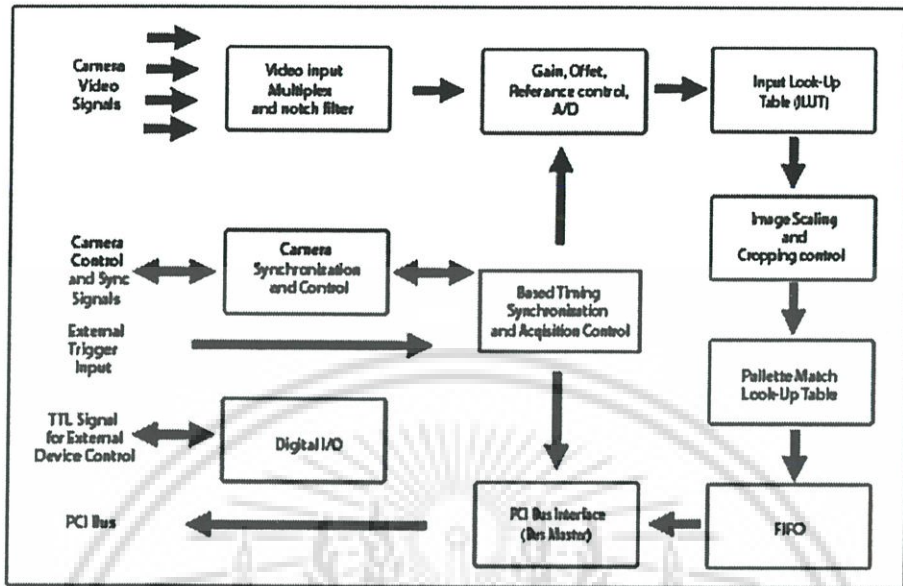 Camera
Video
Signals
Video input
Multiplex
and notch filter
Gain, Offet,
Referance control,
A/D
Input Look-Up
Table (ILUT)
Image Scaling
and
Cropping control
Camera
Control
and Sync
Signals
Camera
Synchronization
and Control
Based Timing
Synchronization
and Acqisition Control
External
Trigger
Input
Pallette Match
Look-Up Table
TTL Signal
for External
Device Control
Digital I/O
PCI Bus
PCI Bus Interface
(Bus Master)
FIFO